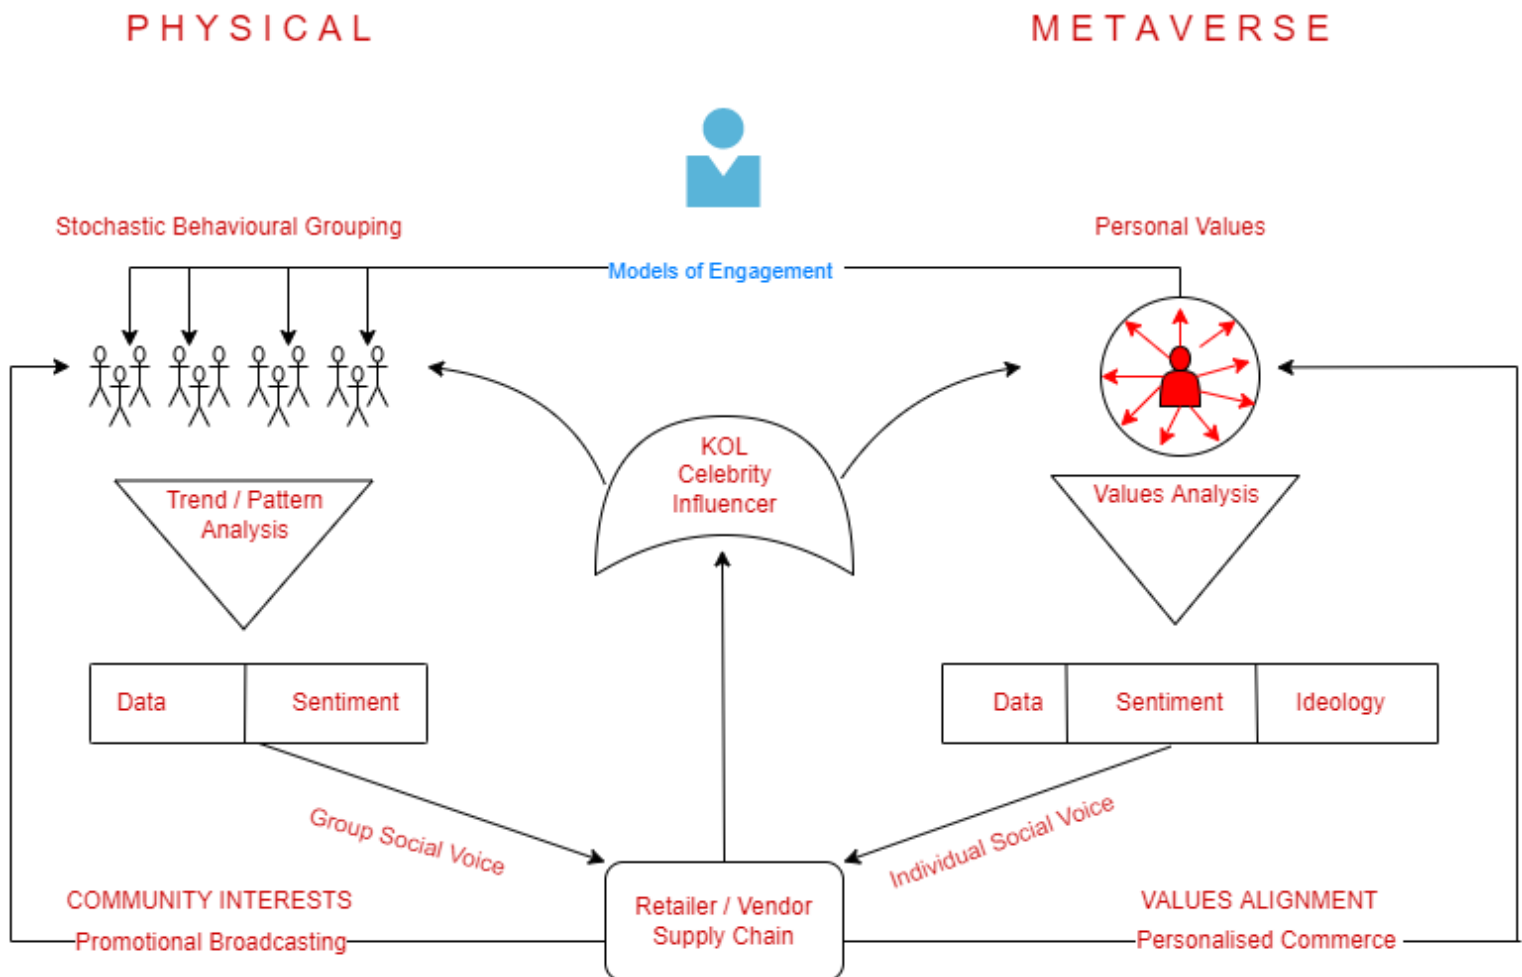 PHYSICAL
METAVERSE
Stochastic Behavioural Grouping
Personal Values
Models of Engagement
KOL
Celebrity
Influencer
Trend / Pattern
Analysis
Values Analysis
Data
Sentiment
Data
Sentiment
Ideology
Group Social Voice
Individual Social Voice
COMMUNITY INTERESTS
Promotional Broadcasting
Retailer / Vendor
Supply Chain
VALUES ALIGNMENT
Personalised Commerce